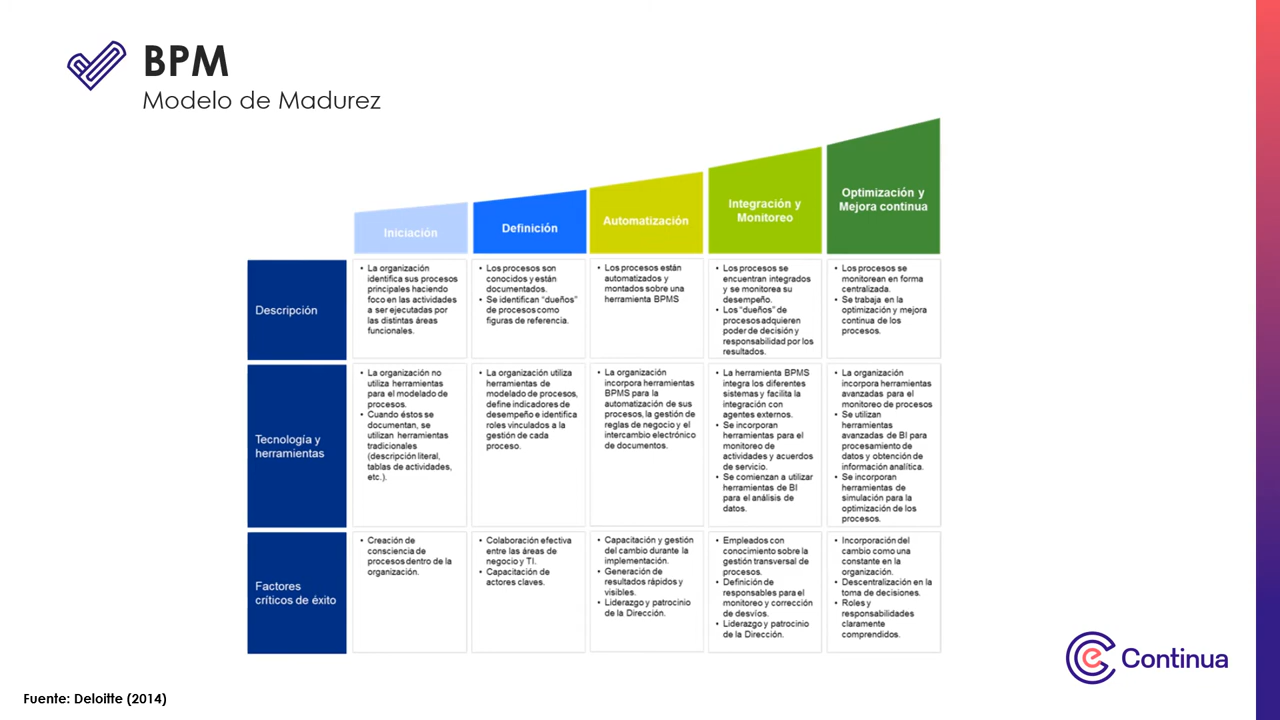 BPM
Modelo de Madurez
Iniciación
Definición
Automatización
Integración y
Monitoreo
Optimización y
Mejora continua
Descripción
• La organización
identifica sus procesos
principales haciendo
foco en las actividades
a ser ejecutadas por
las distintas áreas
funcionales.
• Los procesos son
conocidos y están
documentados.
• Se identifican “dueños”
de procesos como
figuras de referencia.
• Los procesos están
automatizados y
montados sobre una
herramienta BPMS
• Los procesos se
encuentran integrados
y se monitorea su
desempeño.
• Los “dueños” de
procesos adquieren
poder de decisión y
responsabilidad por los
resultados.
• Los procesos se
monitorean en forma
centralizada.
• Se trabaja en la
optimización y mejora
continua de los
procesos.
Tecnología y
herramientas
• La organización no
utiliza herramientas
para el modelado de
procesos.
• Cuando éstos se
documentan, se
utilizan herramientas
tradicionales
(descripción literal,
tablas de actividades,
etc.).
• La organización utiliza
herramientas de
modelado de procesos,
define indicadores de
desempeño e identifica
roles vinculados a la
gestión de cada
proceso.
• La organización
incorpora herramientas
BPMS para la
automatización de sus
procesos, la gestión de
reglas de negocio y el
intercambio electrónico
de documentos.
• La herramienta BPMS
integra los diferentes
sistemas y facilita la
integración con
agentes externos.
• Se incorporan
herramientas para el
monitoreo de
actividades y acuerdos
de servicio.
• Se comienzan a utilizar
herramientas de BI
para el análisis de
datos.
• La organización
incorpora herramientas
avanzadas para el
monitoreo de procesos
• Se utilizan
herramientas
avanzadas de BI para
procesamiento de
datos y obtención de
información analítica.
• Se incorporan
herramientas de
simulación para la
optimización de los
procesos.
Factores
críticos de éxito
• Creación de
consciencia de
procesos dentro de la
organización.
• Colaboración efectiva
entre las áreas de
negocio y TI.
• Capacitación de
actores claves.
• Capacitación y gestión
del cambio durante la
implementación.
• Generación de
resultados rápidos y
visibles.
• Liderazgo y patrocinio
de la Dirección.
• Empleados con
conocimiento sobre la
gestión transversal de
procesos.
• Definición de
responsables para el
monitoreo y corrección
de desvíos.
• Liderazgo y patrocinio
de la Dirección.
• Incorporación del
cambio como una
constante en la
organización.
• Descentralización en la
toma de decisiones.
• Roles y
responsabilidades
claramente
comprendidos.
e Continua
Fuente: Deloitte (2014)